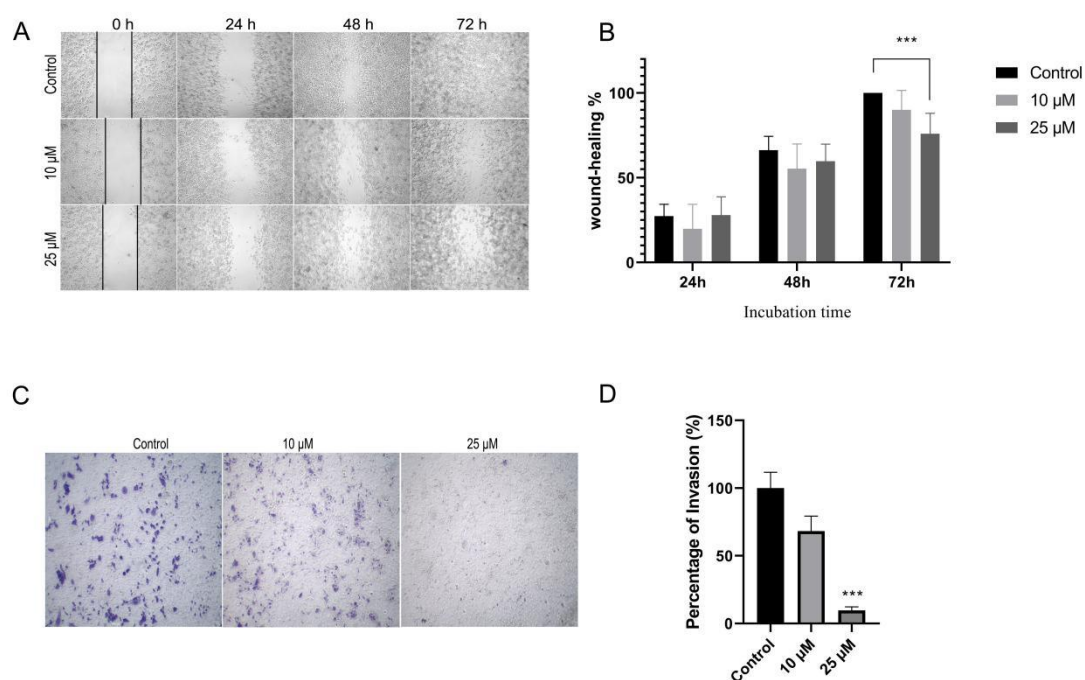 A
0 h 24 h 48 h 72 h
Control
10 µM
25 µM
B
***
wound-healing %
100
50
0
24h 48h 72h
Incubation time
Control
10 µM
25 µM
C
Control 10 µM 25 µM
D
Percentage of Invasion (%)
150
100
50
0
***
Control 10 µM 25 µM